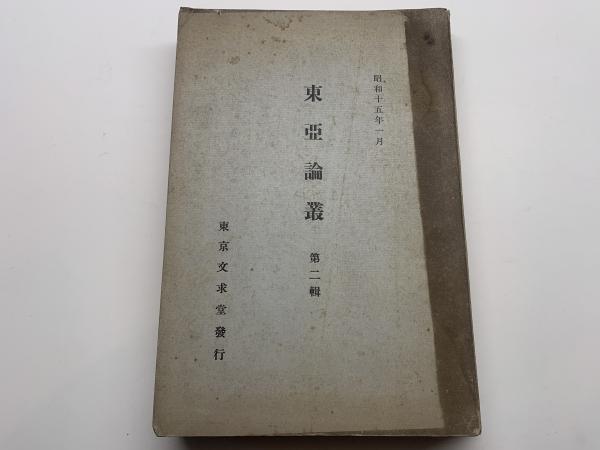 昭和十五年一月
東亞論叢 第二輯
東京文求堂發行